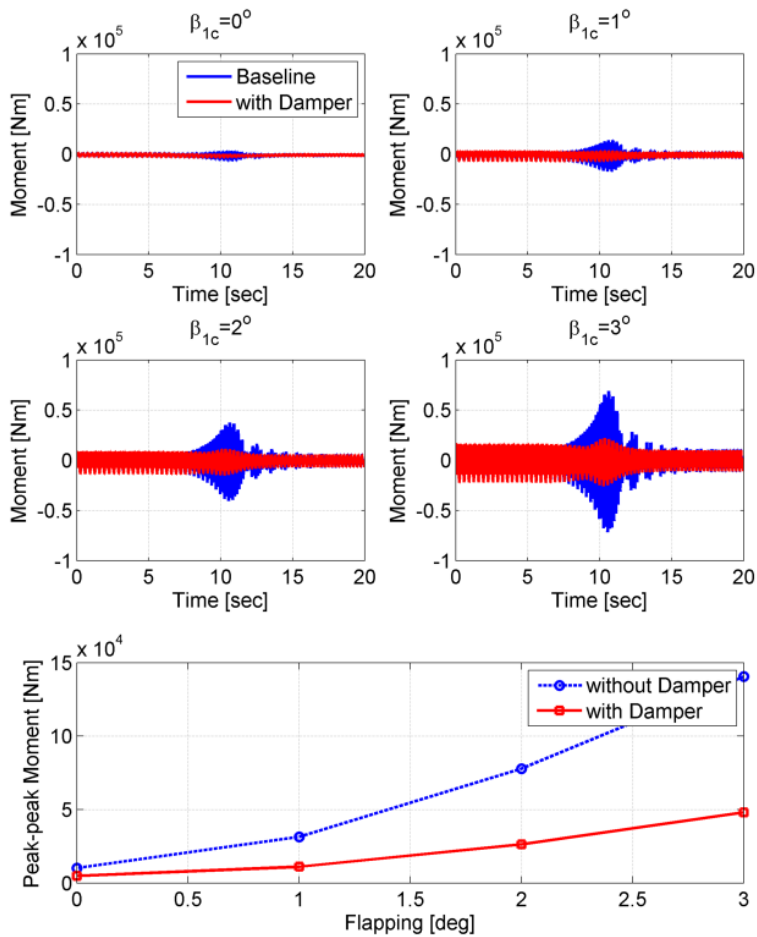 β1c=0° β1c=1°
x 10^5 x 10^5
1 1
Baseline
with Damper
0.5 0.5
0 0
-0.5 -0.5
-1 -1
Moment [Nm] Moment [Nm]
0 5 10 15 20 0 5 10 15 20
Time [sec] Time [sec]
β1c=2° β1c=3°
x 10^5 x 10^5
1 1
0.5 0.5
0 0
-0.5 -0.5
-1 -1
Moment [Nm] Moment [Nm]
0 5 10 15 20 0 5 10 15 20
Time [sec] Time [sec]
x 10^4
15
without Damper
with Damper
10
5
0
Peak-peak Moment [Nm]
0 0.5 1 1.5 2 2.5 3
Flapping [deg]